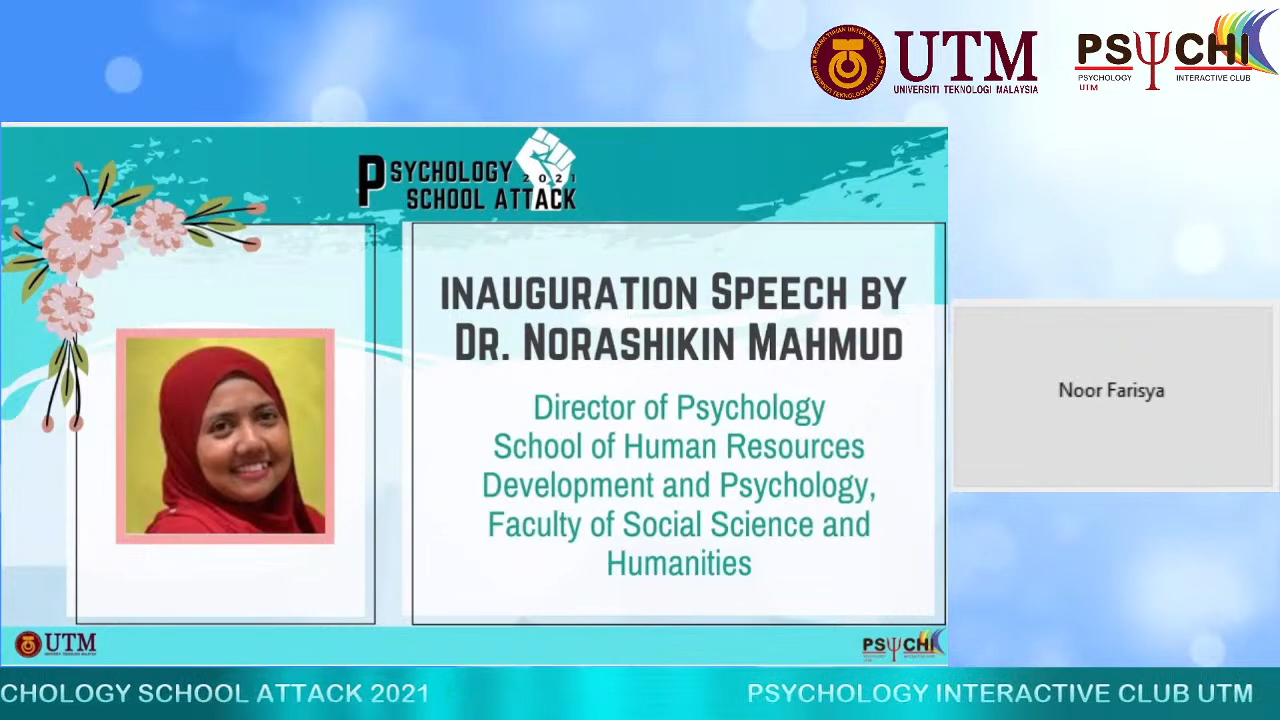 UTM
UNIVERSITI TEKNOLOGI MALAYSIA
PSΨCHI
PSYCHOLOGY INTERACTIVE CLUB
UTM
PSYCHOLOGY
2021
SCHOOL ATTACK
INAUGURATION SPEECH BY
DR. NORASHIKIN MAHMUD
Director of Psychology
School of Human Resources
Development and Psychology,
Faculty of Social Science and
Humanities
Noor Farisya
UTM
PSΨCHI
CHOLOGY SCHOOL ATTACK 2021
PSYCHOLOGY INTERACTIVE CLUB UTM